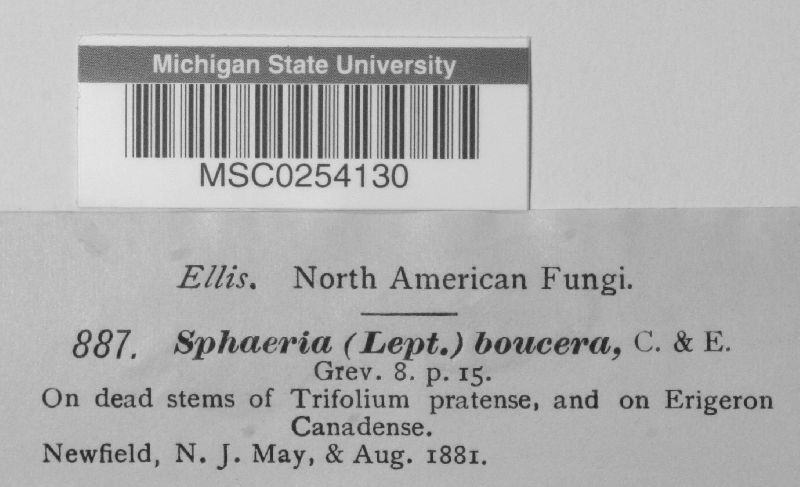 Michigan State University
MSC0254130
Ellis. North American Fungi.
887. Sphaeria (Lept.) boucera, C. & E.
Grev. 8. p. 15.
On dead stems of Trifolium pratense, and on Erigeron
Canadense.
Newfield, N. J. May, & Aug. 1881.